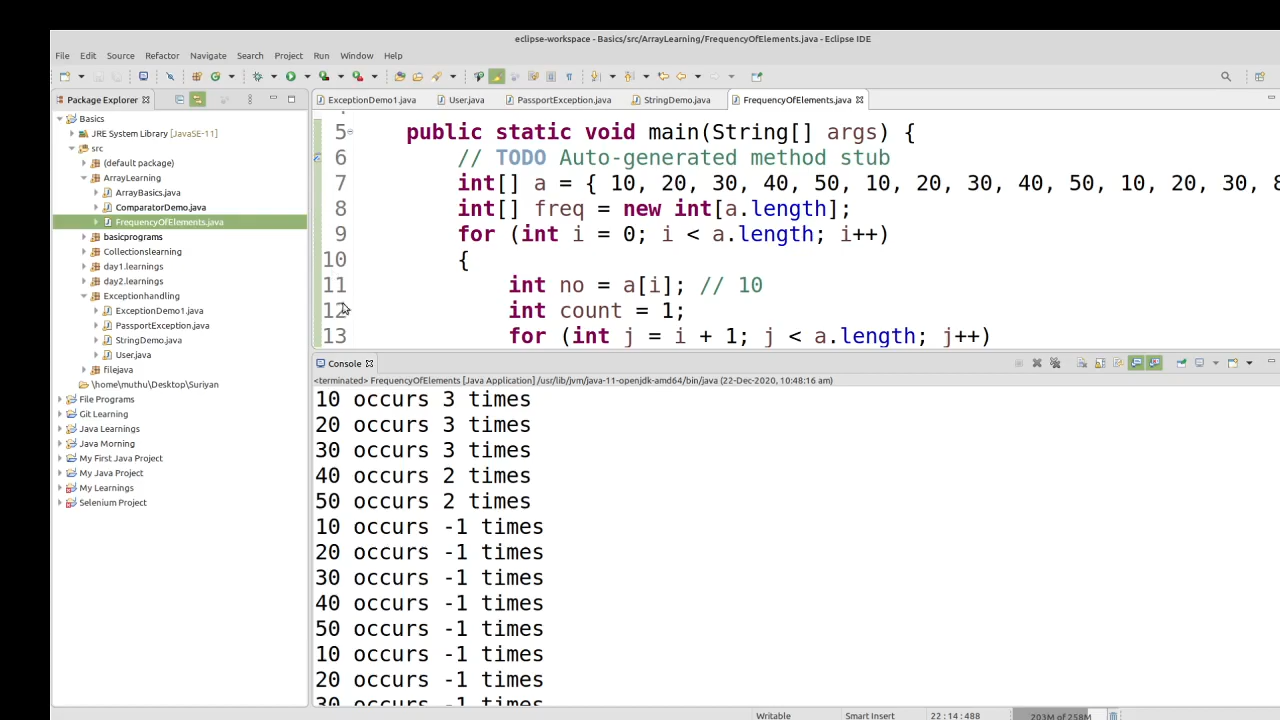 eclipse-workspace - Basics/src/ArrayLearning/FrequencyOfElements.java - Eclipse IDE
File Edit Source Refactor Navigate Search Project Run Window Help
Package Explorer
Basics
JRE System Library [JavaSE-11]
src
(default package)
ArrayLearning
ArrayBasics.java
ComparatorDemo.java
FrequencyOfElements.java
basicprograms
Collectionslearning
day1.learnings
day2.learnings
Exceptionhandling
ExceptionDemo1.java
PassportException.java
StringDemo.java
User.java
filejava
\home\muthu\Desktop\Suriyan
File Programs
Git Learning
Java Learnings
Java Morning
My First Java Project
My Java Project
My Learnings
Selenium Project
ExceptionDemo1.java User.java PassportException.java StringDemo.java FrequencyOfElements.java
5 public static void main(String[] args) {
6 // TODO Auto-generated method stub
7 int[] a = { 10, 20, 30, 40, 50, 10, 20, 30, 40, 50, 10, 20, 30, 8
8 int[] freq = new int[a.length];
9 for (int i = 0; i < a.length; i++)
10 {
11 int no = a[i]; // 10
12 int count = 1;
13 for (int j = i + 1; j < a.length; j++)
Console
<terminated> FrequencyOfElements [Java Application] /usr/lib/jvm/java-11-openjdk-amd64/bin/java (22-Dec-2020, 10:48:16 am)
10 occurs 3 times
20 occurs 3 times
30 occurs 3 times
40 occurs 2 times
50 occurs 2 times
10 occurs -1 times
20 occurs -1 times
30 occurs -1 times
40 occurs -1 times
50 occurs -1 times
10 occurs -1 times
20 occurs -1 times
30 occurs -1 times
Writable Smart Insert 22 : 14 : 488 203M of 258M